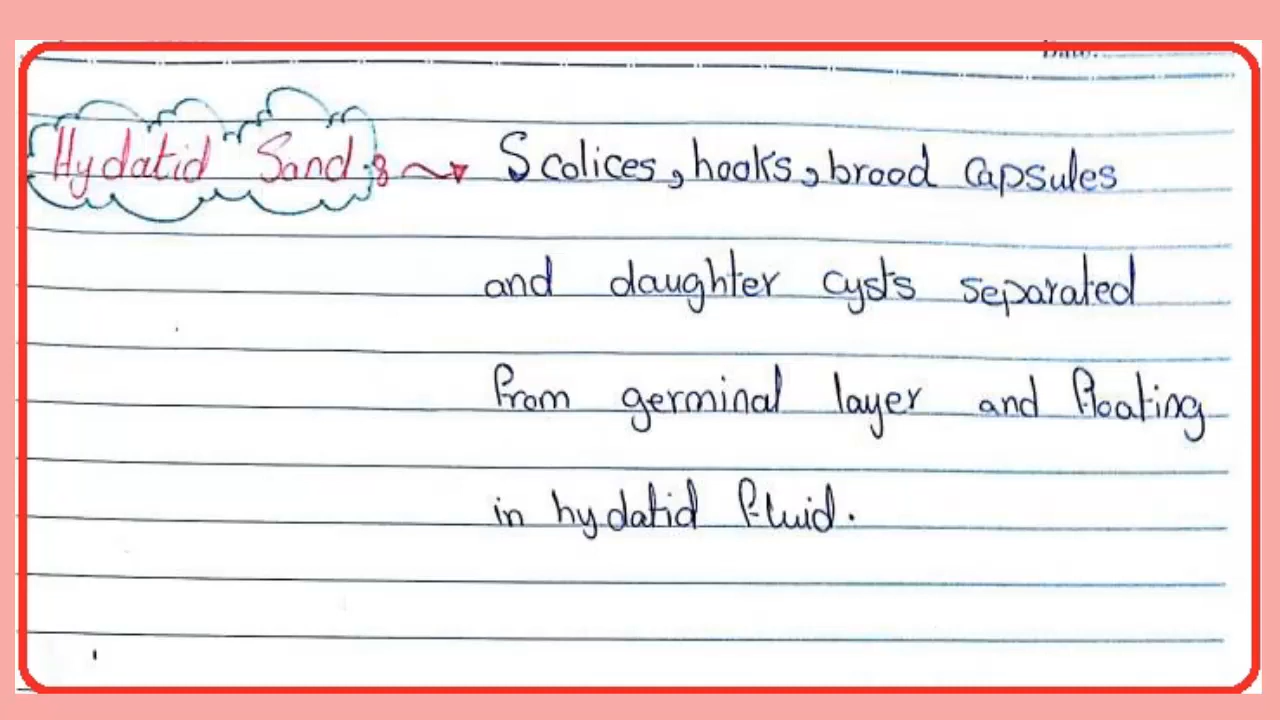 Hydatid Sand :- Scolices, hooks, brood capsules
and daughter cysts separated
from germinal layer and floating
in hydatid fluid.